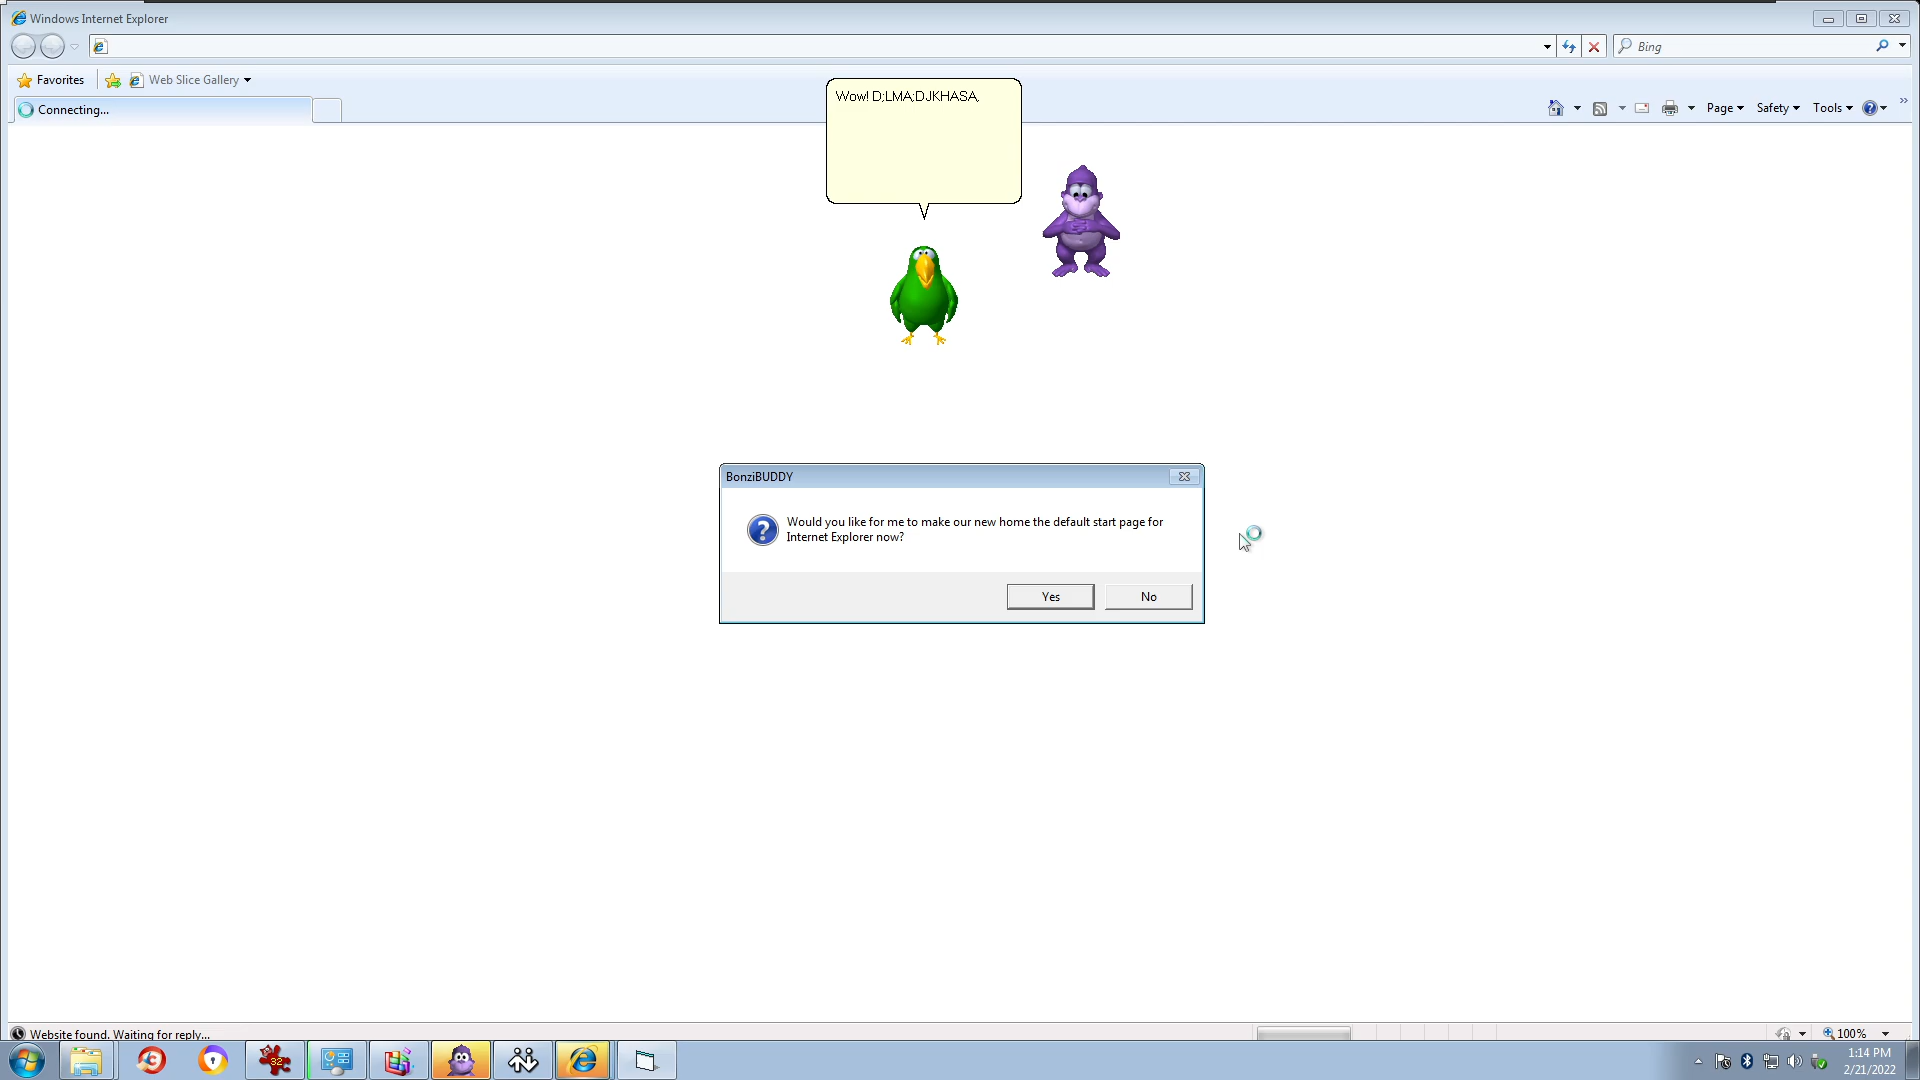 Windows Internet Explorer
Bing
Favorites
Web Slice Gallery
Connecting...
Page
Safety
Tools
Wow! D;LMA;DJKHASA,
BonziBUDDY
Would you like for me to make our new home the default start page for
Internet Explorer now?
Yes
No
Website found. Waiting for reply...
100%
32
1:14 PM
2/21/2022